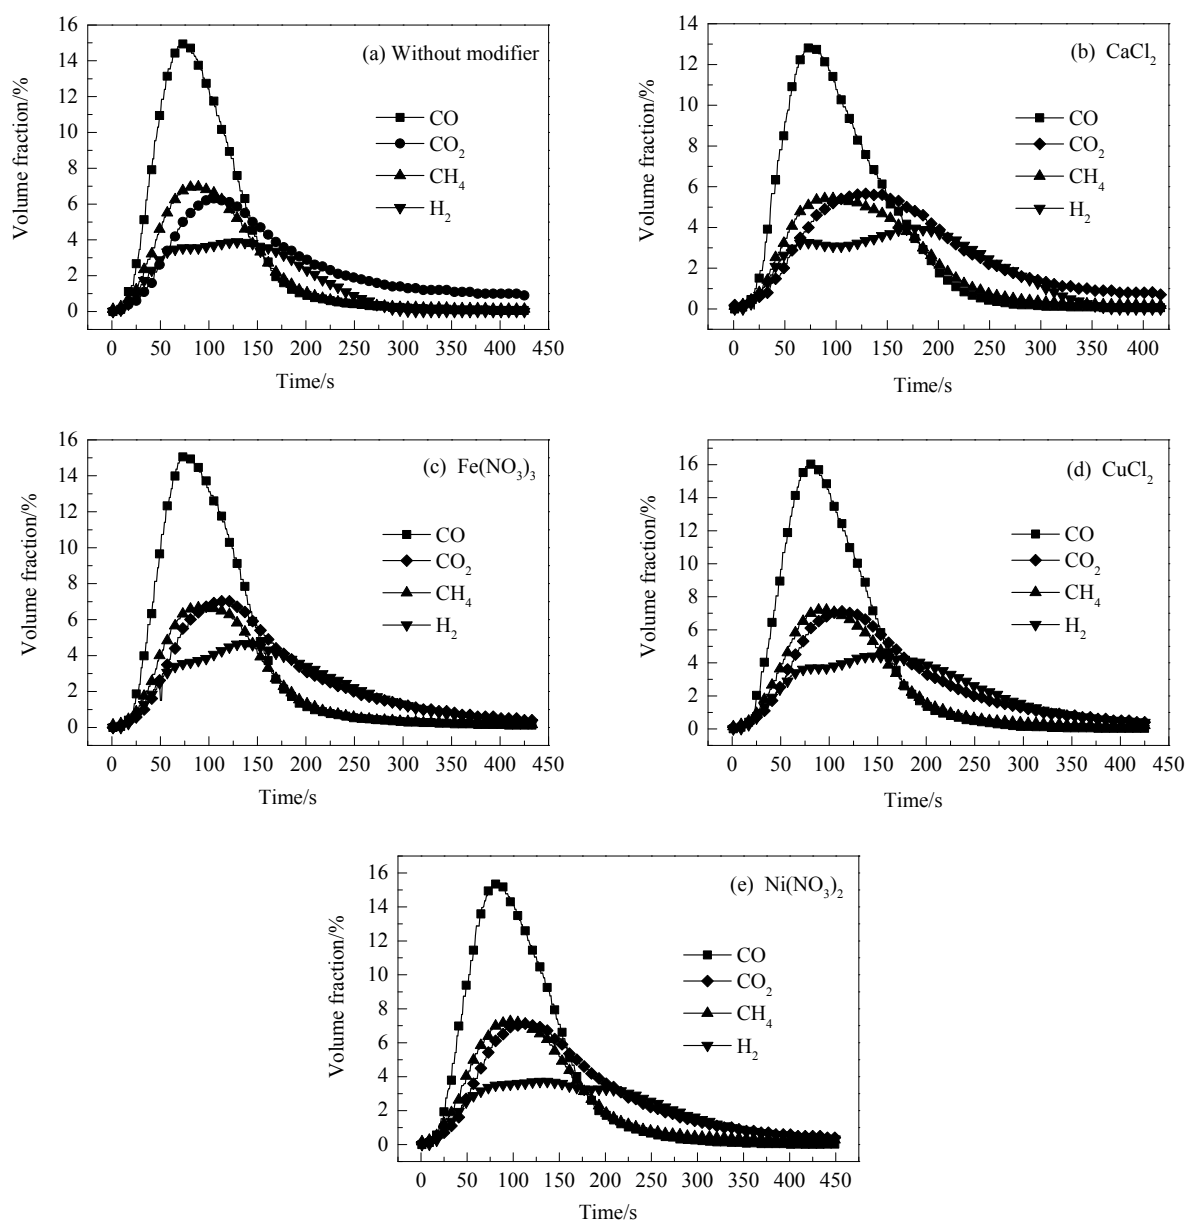 (a) Without modifier
Volume fraction/%
16
14
12
10
8
6
4
2
0
CO
CO2
CH4
H2
0 50 100 150 200 250 300 350 400 450
Time/s
(b) CaCl2
Volume fraction/%
14
12
10
8
6
4
2
0
CO
CO2
CH4
H2
0 50 100 150 200 250 300 350 400
Time/s
(c) Fe(NO3)3
Volume fraction/%
16
14
12
10
8
6
4
2
0
CO
CO2
CH4
H2
0 50 100 150 200 250 300 350 400 450
Time/s
(d) CuCl2
Volume fraction/%
16
14
12
10
8
6
4
2
0
CO
CO2
CH4
H2
0 50 100 150 200 250 300 350 400 450
Time/s
(e) Ni(NO3)2
Volume fraction/%
16
14
12
10
8
6
4
2
0
CO
CO2
CH4
H2
0 50 100 150 200 250 300 350 400 450
Time/s